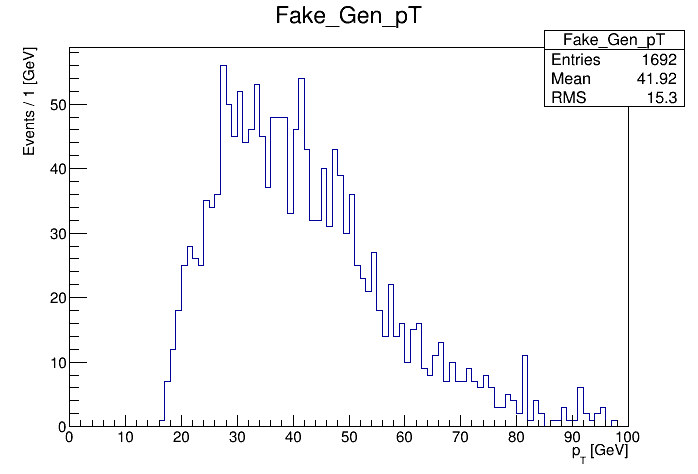 Fake_Gen_pT
Fake_Gen_pT
Entries 1692
Mean 41.92
RMS 15.3
Events / 1 [GeV]
50
40
30
20
10
0
0 10 20 30 40 50 60 70 80 90 100
p_T [GeV]